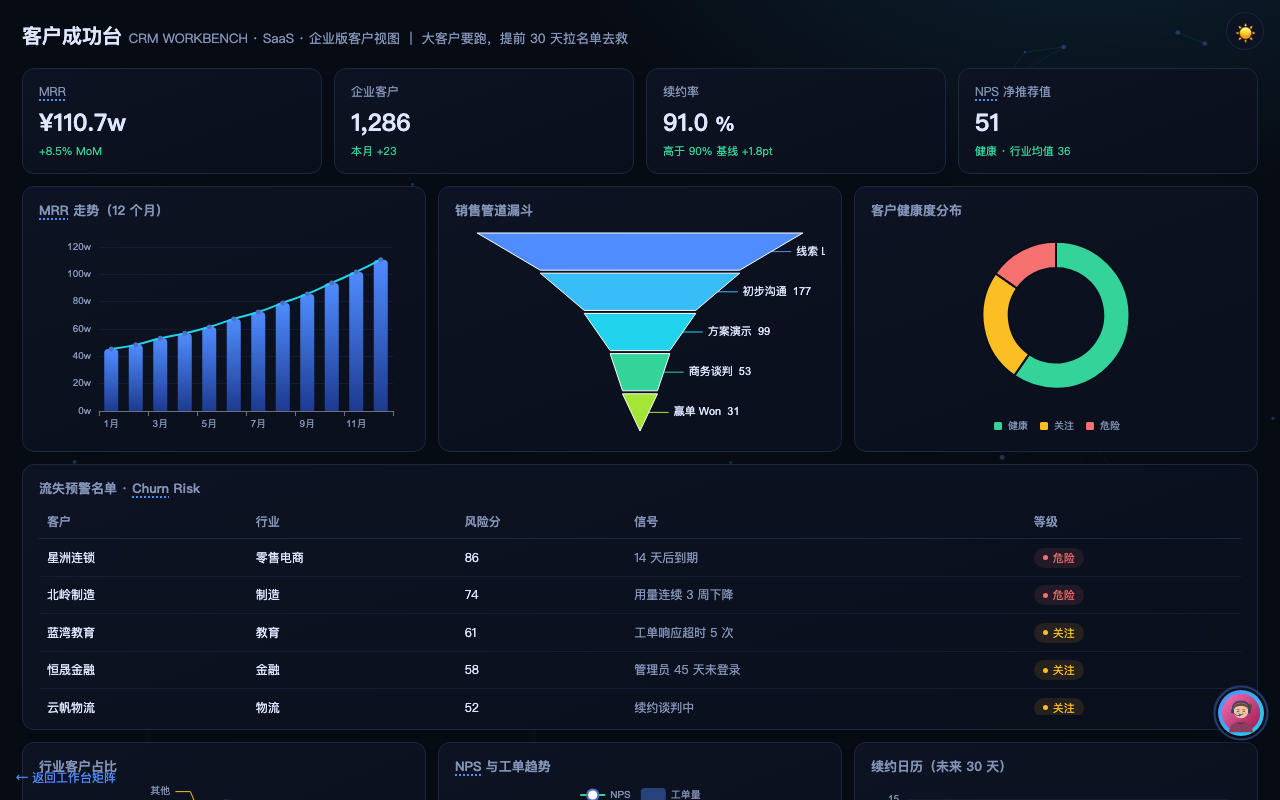 客户成功台 CRM WORKBENCH · SaaS · 企业版客户视图 | 大客户要跑，提前 30 天拉名单去救
MRR
¥110.7w
+8.5% MoM
企业客户
1,286
本月 +23
续约率
91.0 %
高于 90% 基线 +1.8pt
NPS 净推荐值
51
健康 · 行业均值 36
MRR 走势（12 个月）
120w
100w
80w
60w
40w
20w
0w
1月 3月 5月 7月 9月 11月
销售管道漏斗
线索 L
初步沟通 177
方案演示 99
商务谈判 53
赢单 Won 31
客户健康度分布
健康 关注 危险
流失预警名单 · Churn Risk
客户 行业 风险分 信号 等级
星洲连锁 零售电商 86 14 天后到期 危险
北岭制造 制造 74 用量连续 3 周下降 危险
蓝湾教育 教育 61 工单响应超时 5 次 关注
恒晟金融 金融 58 管理员 45 天未登录 关注
云帆物流 物流 52 续约谈判中 关注
行业客户占比
← 返回工作台矩阵
其他
NPS 与工单趋势
NPS 工单量
续约日历（未来 30 天）
15